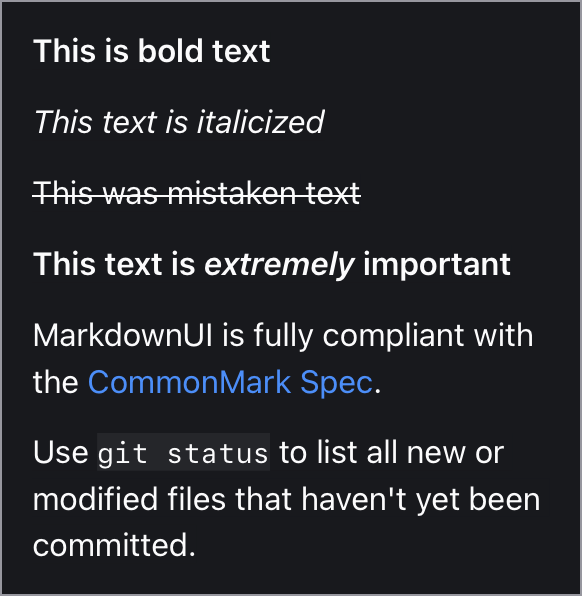 This is bold text
This text is italicized
This was mistaken text
This text is extremely important
MarkdownUI is fully compliant with
the CommonMark Spec.
Use git status to list all new or
modified files that haven't yet been
committed.